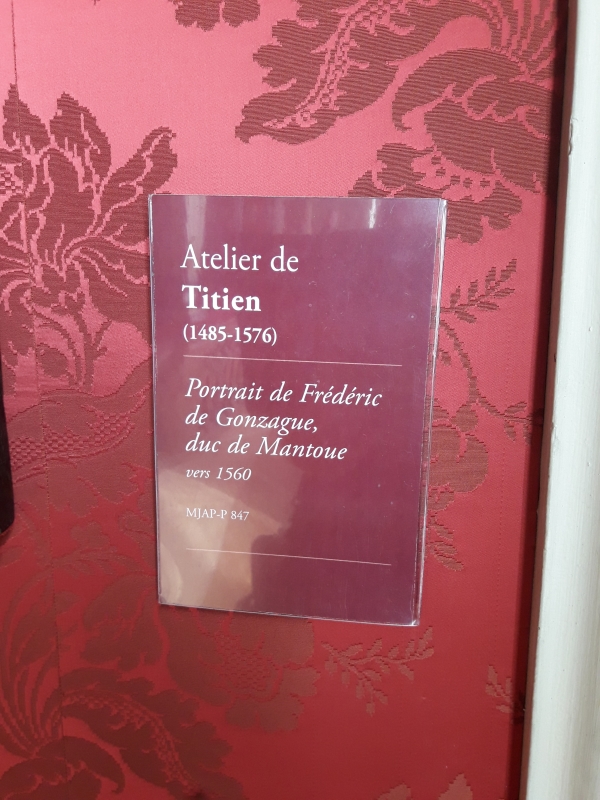 Atelier de
Titien
(1485-1576)
Portrait de Frédéric
de Gonzague,
duc de Mantoue
vers 1560
MJAP-P 847